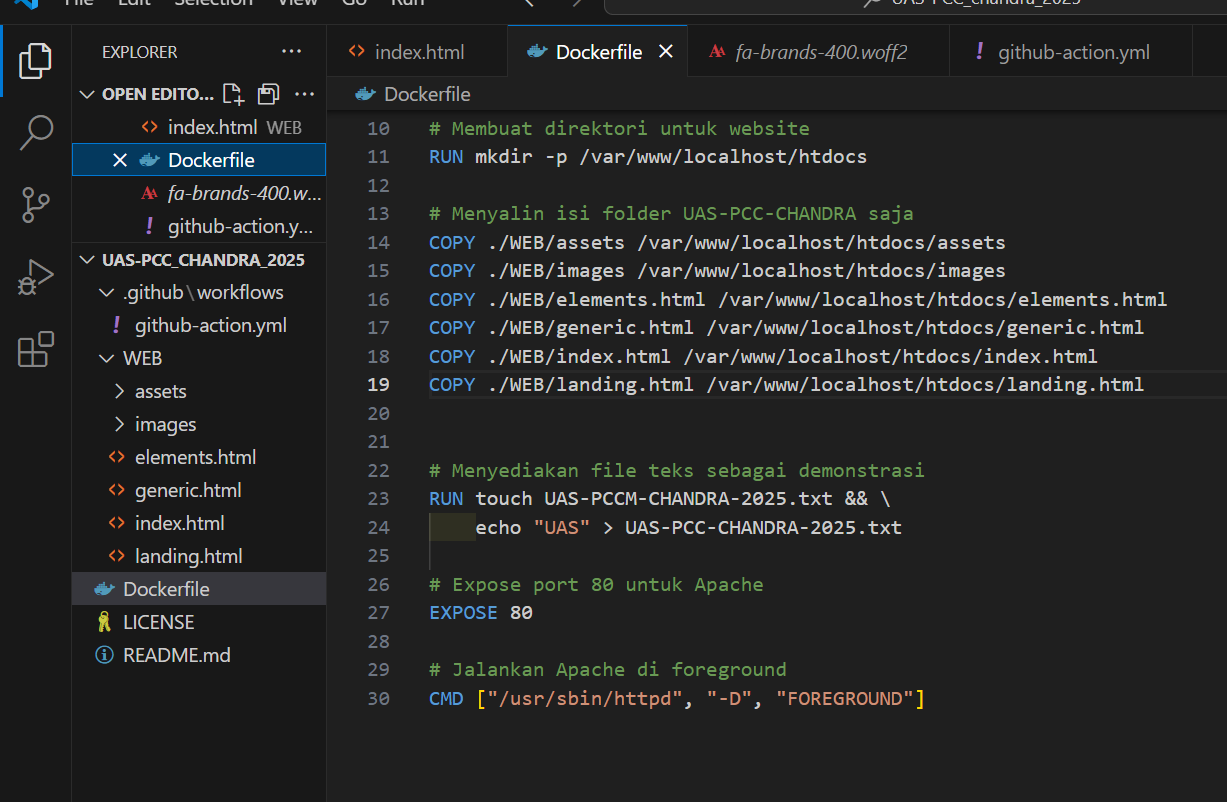 File Edit Selection View Go Run
UAS-PCC_chandra_2025
EXPLORER ...
OPEN EDITO... ...
index.html WEB
Dockerfile
fa-brands-400.w...
github-action.y...
UAS-PCC_CHANDRA_2025
.github\workflows
github-action.yml
WEB
assets
images
elements.html
generic.html
index.html
landing.html
Dockerfile
LICENSE
README.md
index.html Dockerfile fa-brands-400.woff2 github-action.yml
Dockerfile
10 # Membuat direktori untuk website
11 RUN mkdir -p /var/www/localhost/htdocs
12
13 # Menyalin isi folder UAS-PCC-CHANDRA saja
14 COPY ./WEB/assets /var/www/localhost/htdocs/assets
15 COPY ./WEB/images /var/www/localhost/htdocs/images
16 COPY ./WEB/elements.html /var/www/localhost/htdocs/elements.html
17 COPY ./WEB/generic.html /var/www/localhost/htdocs/generic.html
18 COPY ./WEB/index.html /var/www/localhost/htdocs/index.html
19 COPY ./WEB/landing.html /var/www/localhost/htdocs/landing.html
20
21
22 # Menyediakan file teks sebagai demonstrasi
23 RUN touch UAS-PCCM-CHANDRA-2025.txt && \
24 echo "UAS" > UAS-PCC-CHANDRA-2025.txt
25
26 # Expose port 80 untuk Apache
27 EXPOSE 80
28
29 # Jalankan Apache di foreground
30 CMD ["/usr/sbin/httpd", "-D", "FOREGROUND"]